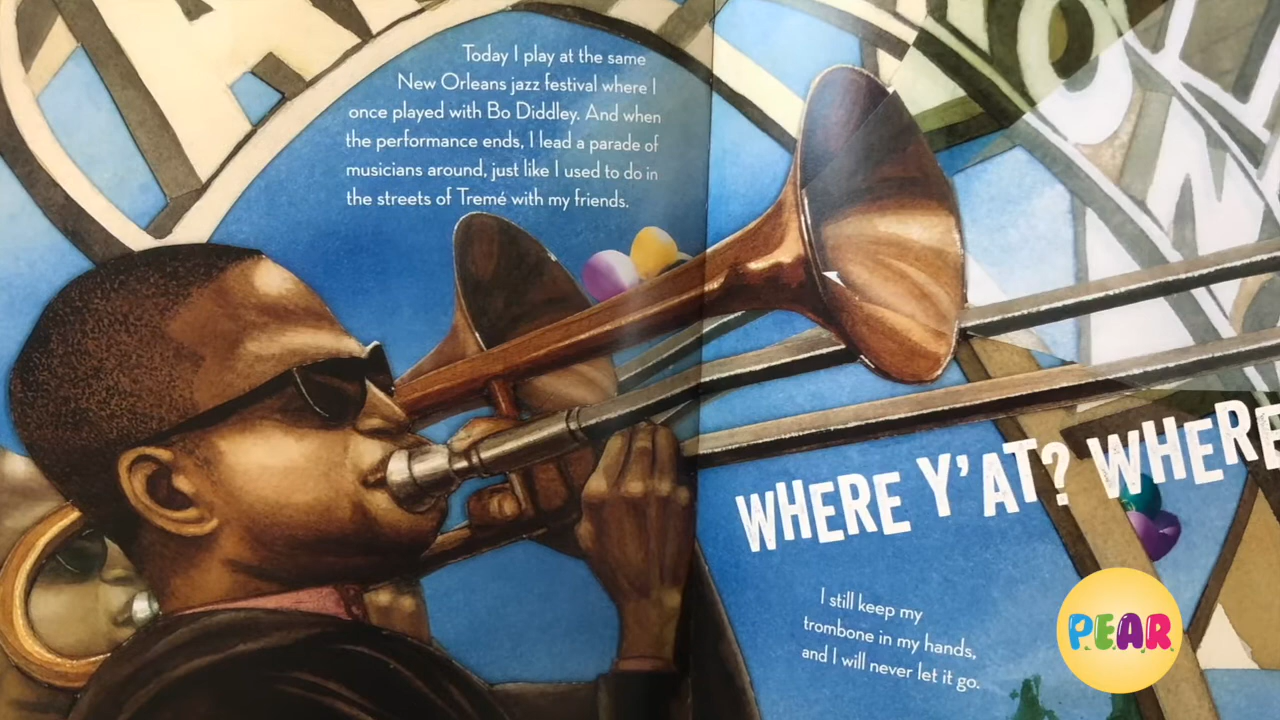 Today I play at the same
New Orleans jazz festival where I
once played with Bo Diddley. And when
the performance ends, I lead a parade of
musicians around, just like I used to do in
the streets of Tremé with my friends.
WHERE Y'AT? WHERE
I still keep my
trombone in my hands,
and I will never let it go.
P.E.A.R.